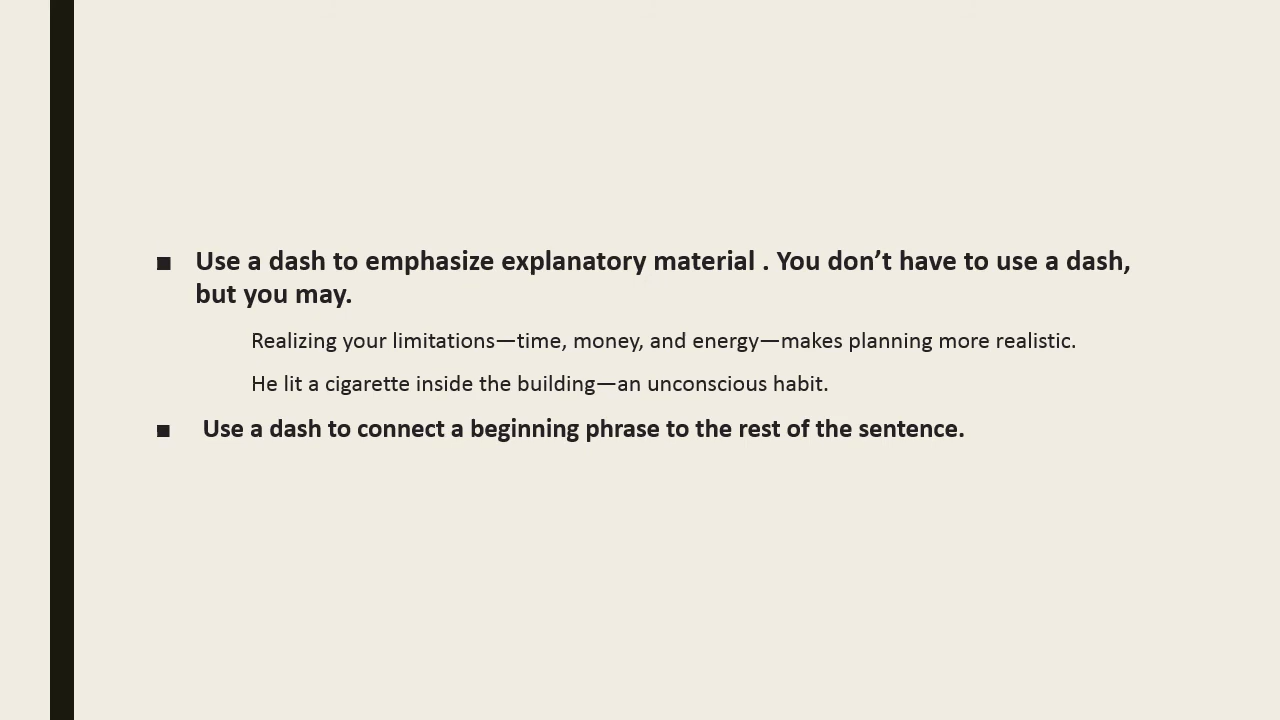 ■ Use a dash to emphasize explanatory material . You don’t have to use a dash,
but you may.
Realizing your limitations—time, money, and energy—makes planning more realistic.
He lit a cigarette inside the building—an unconscious habit.
■ Use a dash to connect a beginning phrase to the rest of the sentence.